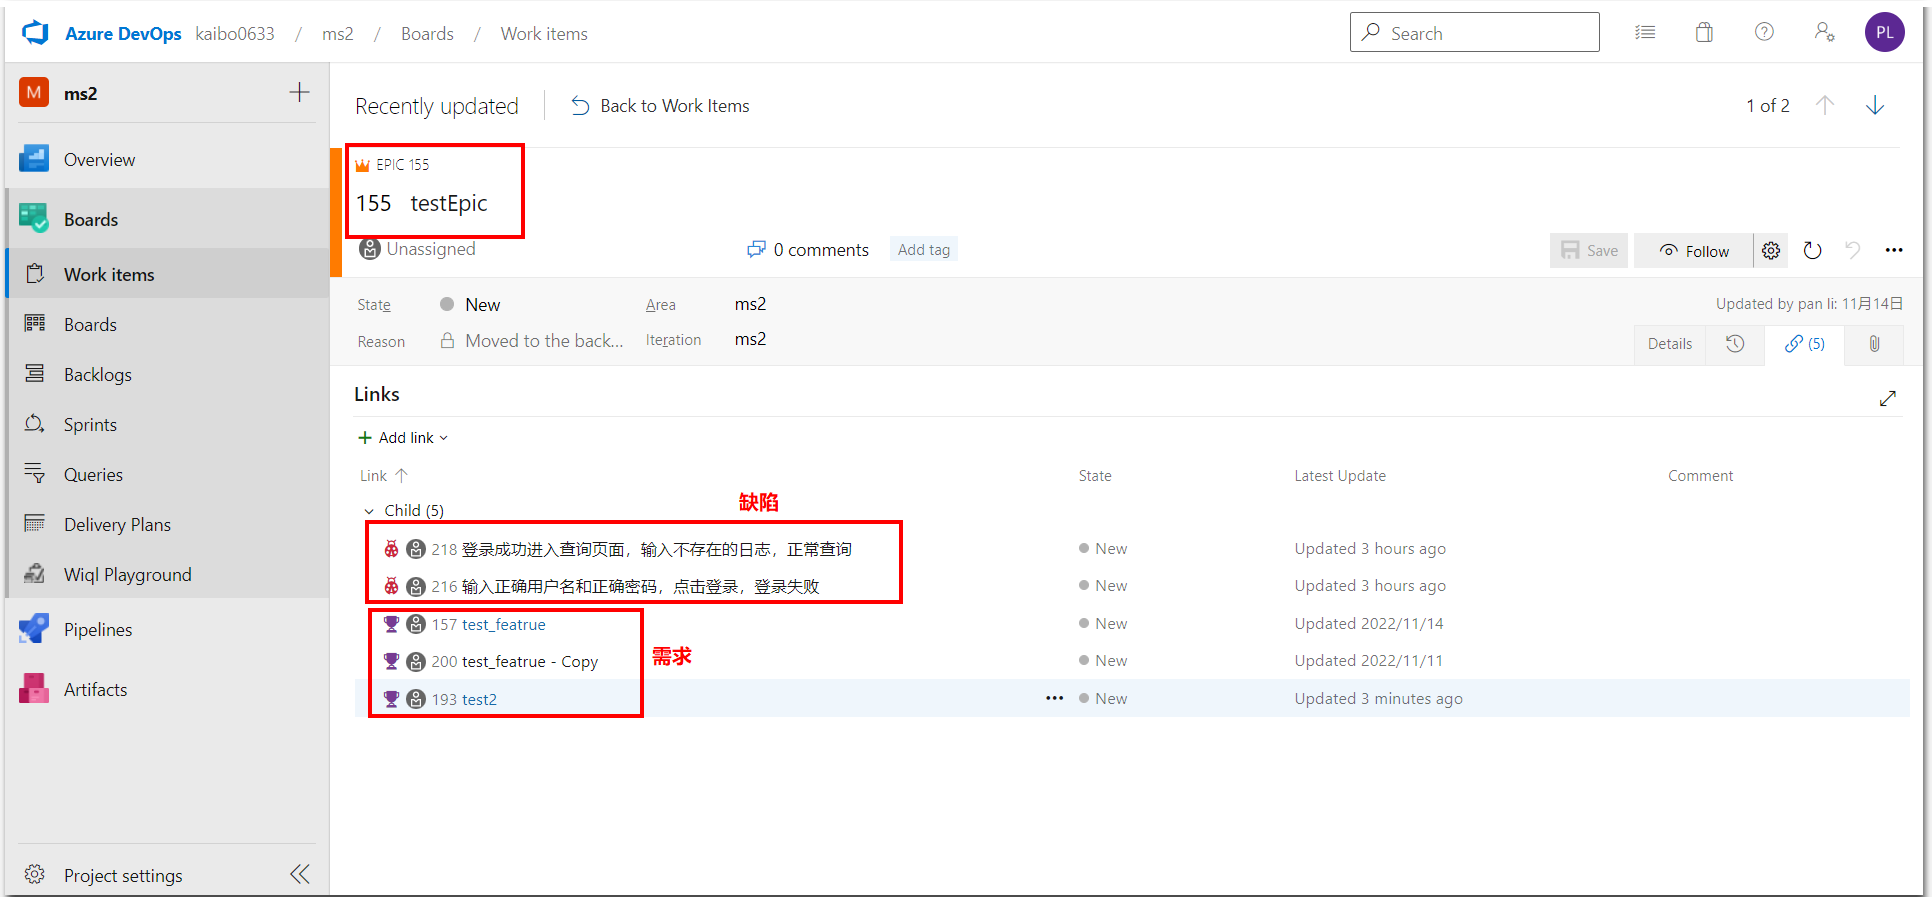 Azure DevOps kaibo0633 / ms2 / Boards / Work items Search PL
M ms2
Recently updated Back to Work Items 1 of 2
Overview
EPIC 155
155 testEpic
Boards
Unassigned 0 comments Add tag Save Follow
Work items
State New Area ms2 Updated by pan li: 11月14日
Boards
Reason Moved to the back... Iteration ms2 Details (5)
Backlogs
Links
Sprints
Add link
Queries
Link State Latest Update Comment
缺陷
Child (5)
Delivery Plans
218 登录成功进入查询页面，输入不存在的日志，正常查询 New Updated 3 hours ago
Wiql Playground
216 输入正确用户名和正确密码，点击登录，登录失败 New Updated 3 hours ago
Pipelines
157 test_featrue New Updated 2022/11/14
需求
200 test_featrue - Copy New Updated 2022/11/11
Artifacts
193 test2 ... New Updated 3 minutes ago
Project settings